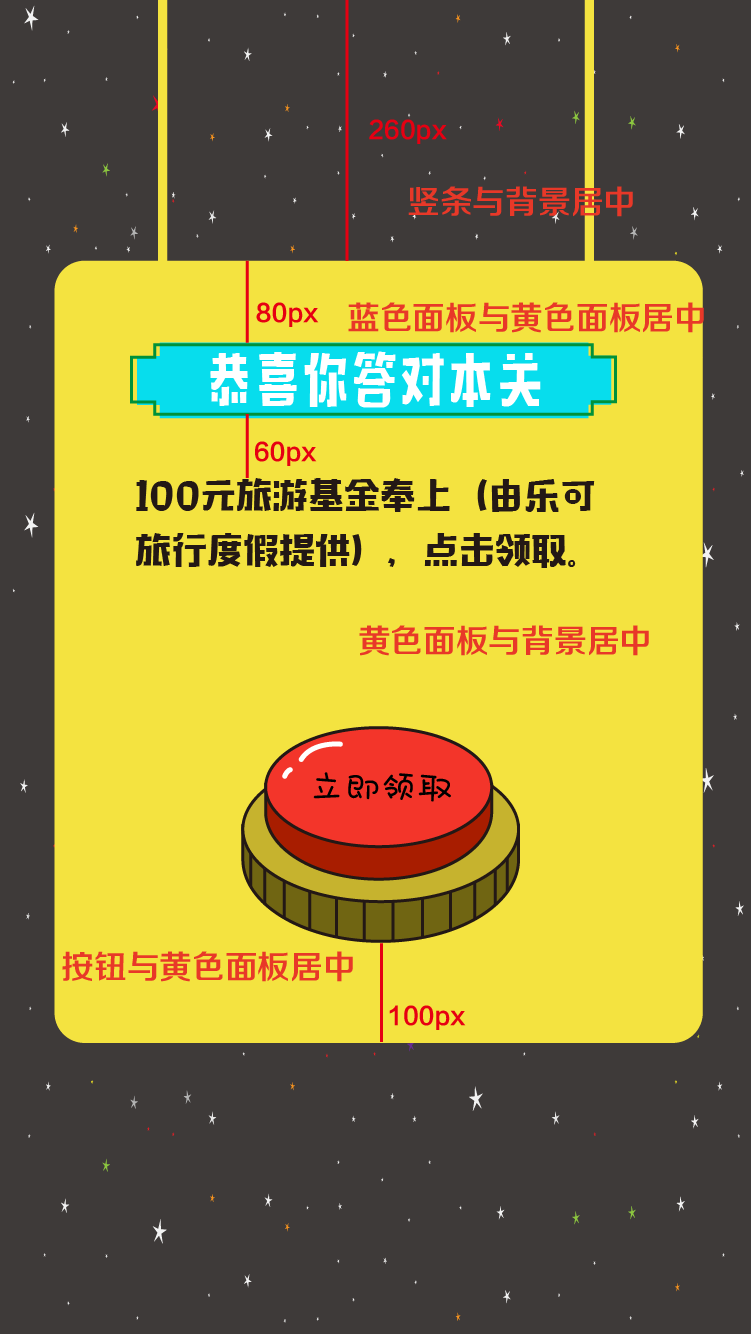 260px
竖条与背景居中
80px
蓝色面板与黄色面板居中
恭喜你答对本关
60px
100元旅游基金奉上（由乐可
旅行度假提供），点击领取。
黄色面板与背景居中
立即领取
按钮与黄色面板居中
100px